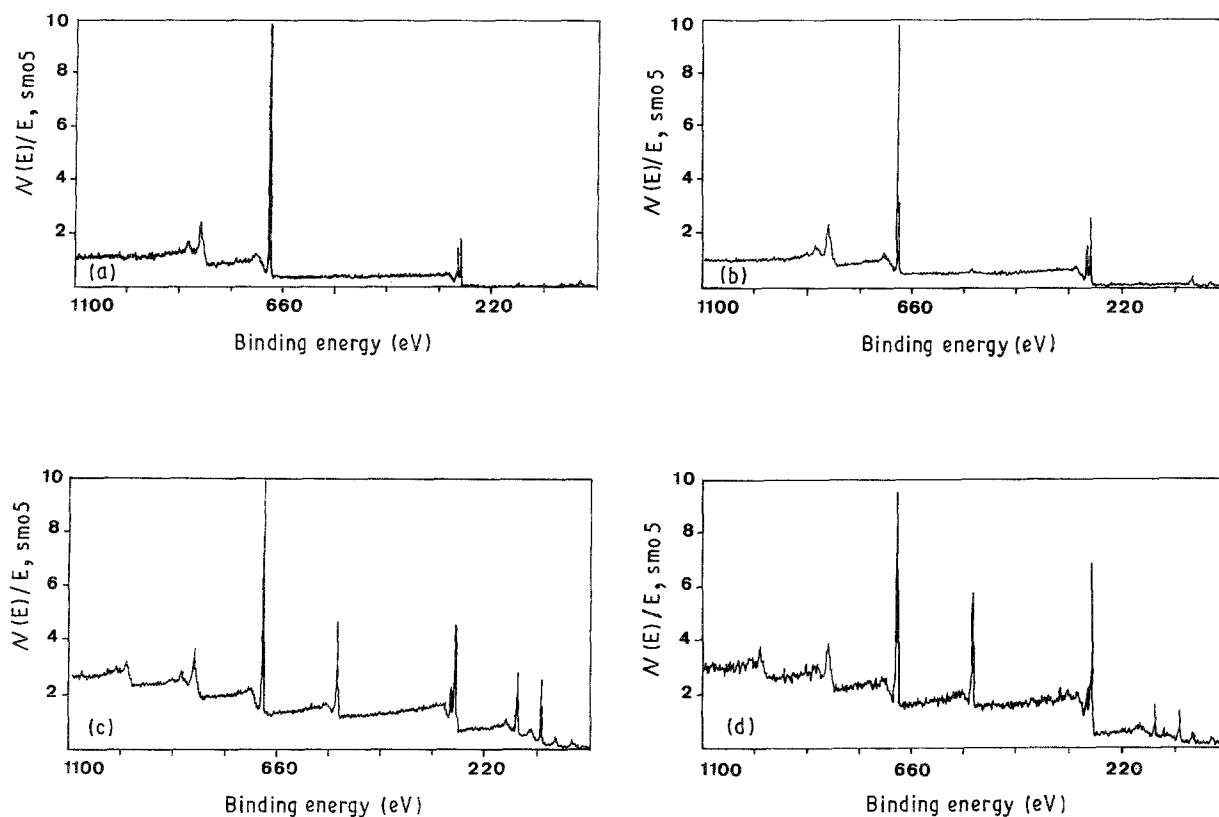 10
8
6
4
2
N(E)/E, smo5
(a)
1100
660
220
Binding energy (eV)
10
8
6
4
2
N(E)/E, smo5
(b)
1100
660
220
Binding energy (eV)
10
8
6
4
2
N(E)/E, smo5
(c)
1100
660
220
Binding energy (eV)
10
8
6
4
2
N(E)/E, smo5
(d)
1100
660
220
Binding energy (eV)